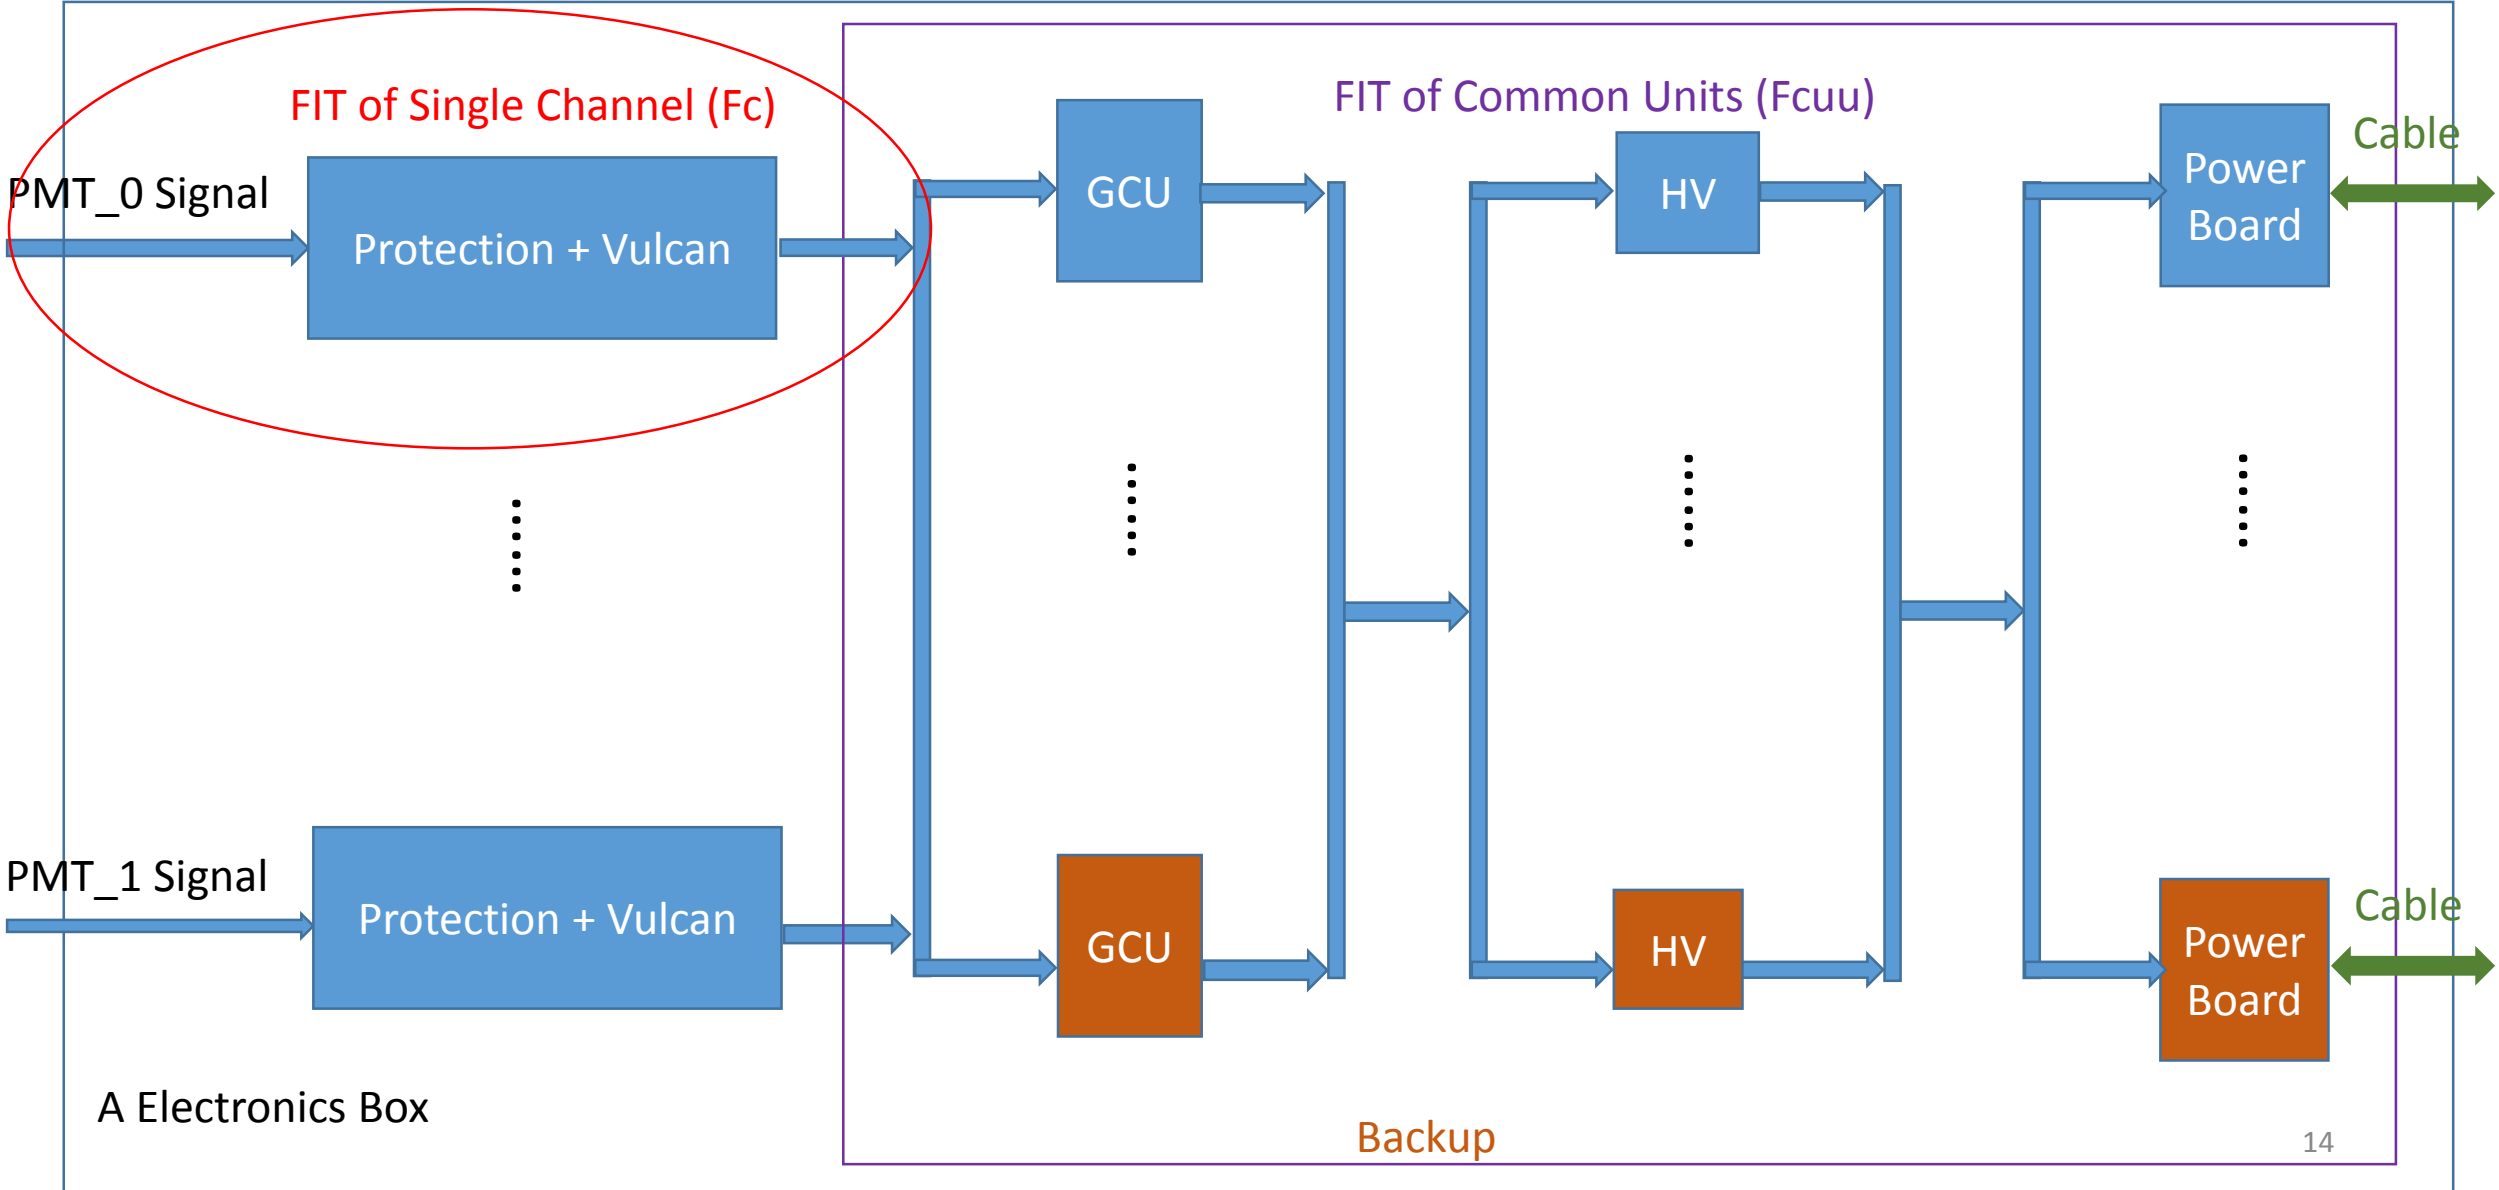 FIT of Single Channel (Fc)
FIT of Common Units (Fcuu)
PMT_0 Signal
Protection + Vulcan
GCU
HV
Power
Board
Cable
PMT_1 Signal
Protection + Vulcan
GCU
HV
Power
Board
Cable
A Electronics Box
Backup
14